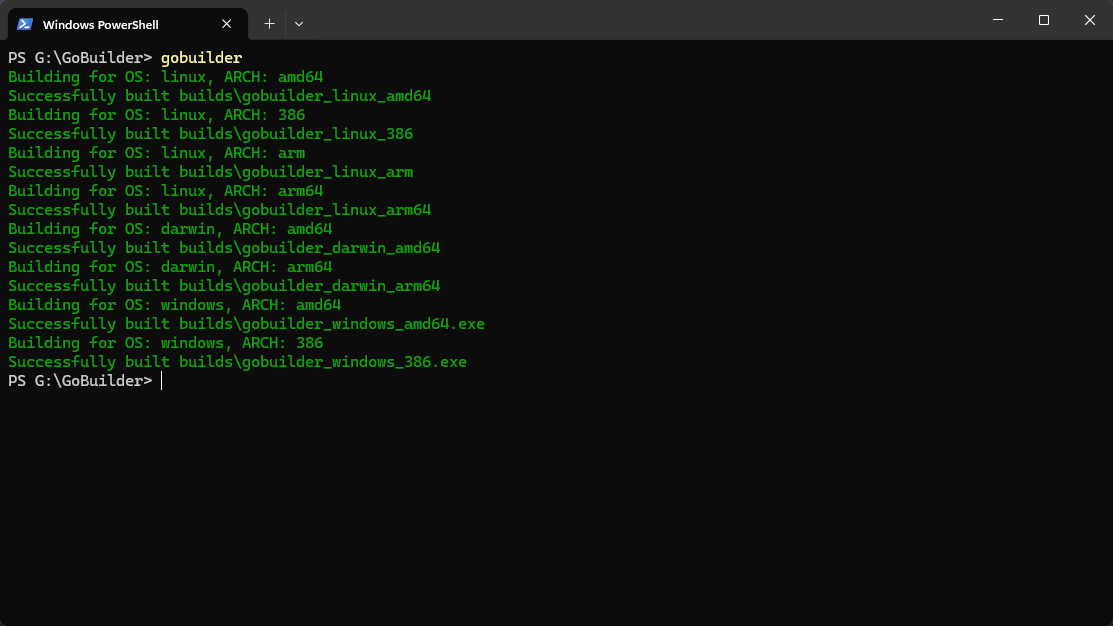 Windows PowerShell
PS G:\GoBuilder> gobuilder
Building for OS: linux, ARCH: amd64
Successfully built builds\gobuilder_linux_amd64
Building for OS: linux, ARCH: 386
Successfully built builds\gobuilder_linux_386
Building for OS: linux, ARCH: arm
Successfully built builds\gobuilder_linux_arm
Building for OS: linux, ARCH: arm64
Successfully built builds\gobuilder_linux_arm64
Building for OS: darwin, ARCH: amd64
Successfully built builds\gobuilder_darwin_amd64
Building for OS: darwin, ARCH: arm64
Successfully built builds\gobuilder_darwin_arm64
Building for OS: windows, ARCH: amd64
Successfully built builds\gobuilder_windows_amd64.exe
Building for OS: windows, ARCH: 386
Successfully built builds\gobuilder_windows_386.exe
PS G:\GoBuilder>